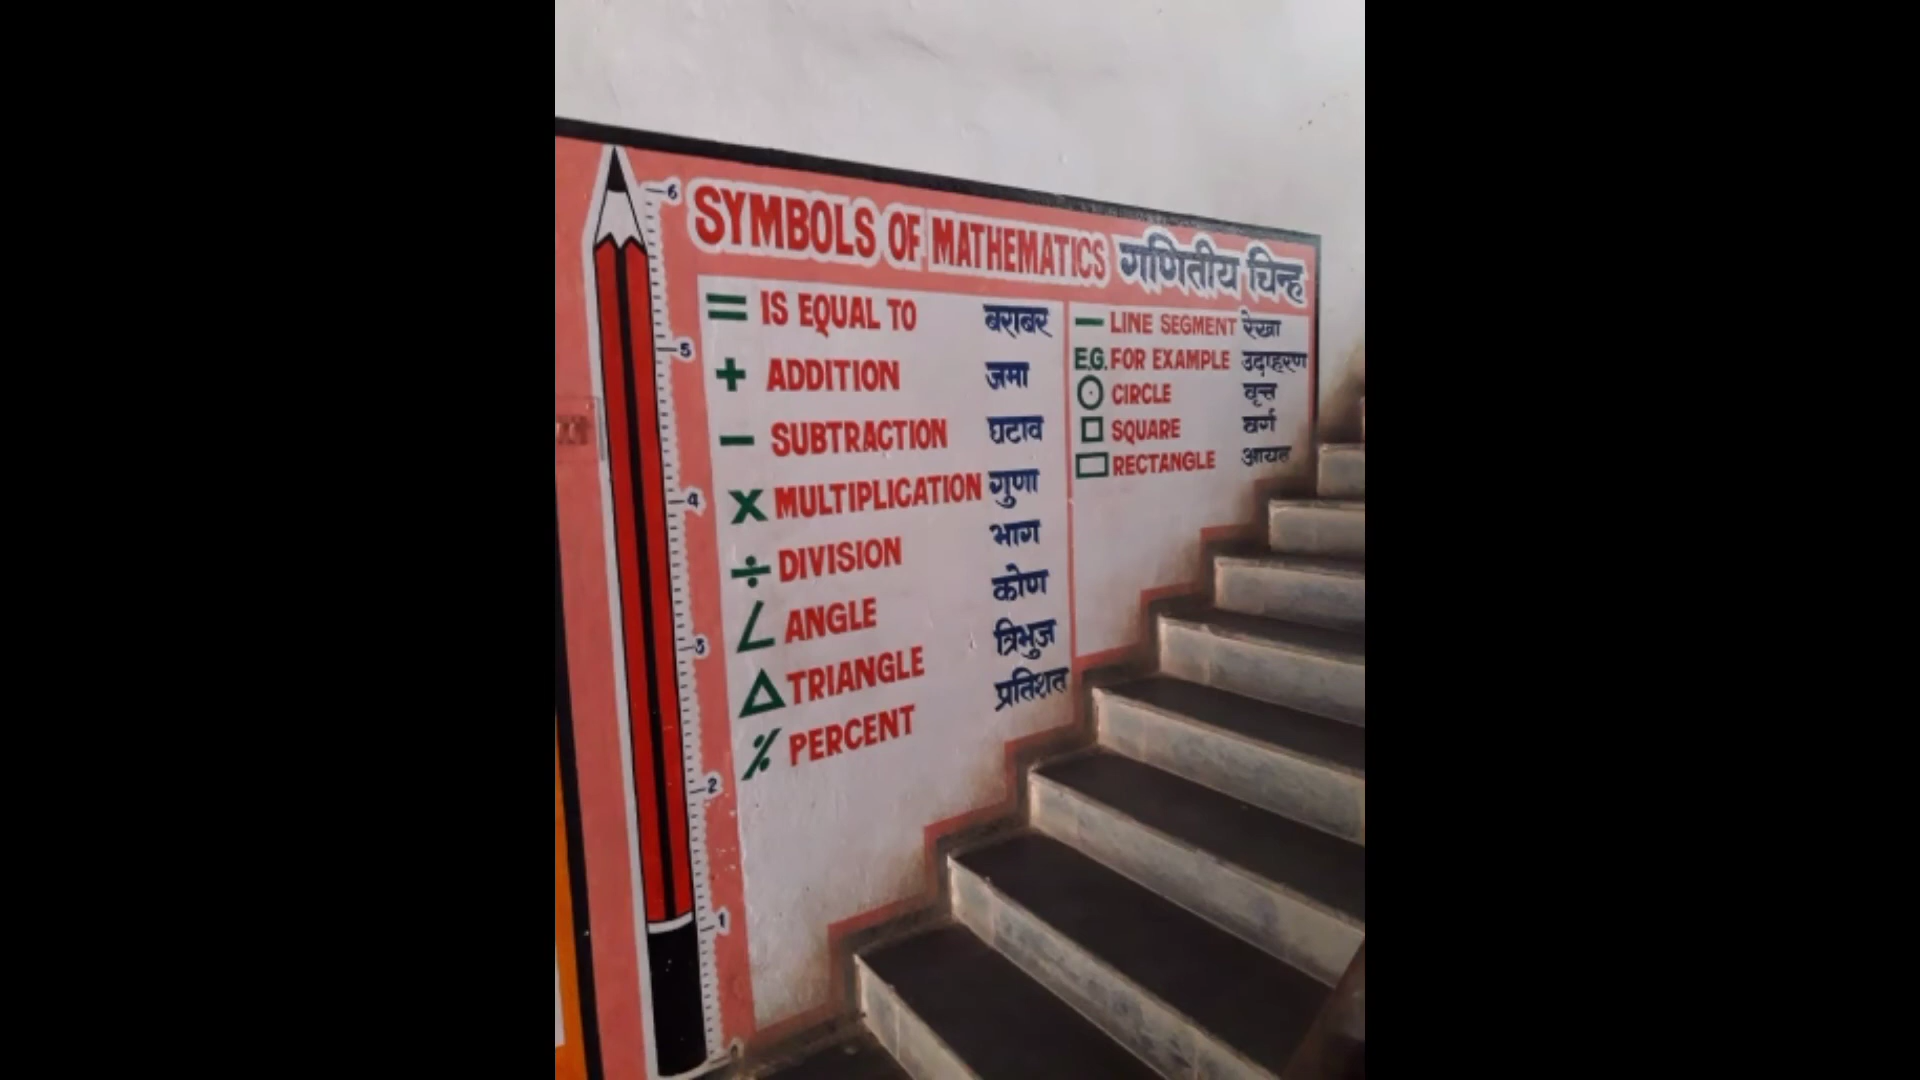 SYMBOLS OF MATHEMATICS गणितीय चिन्ह
= IS EQUAL TO बराबर
+ ADDITION जमा
− SUBTRACTION घटाव
× MULTIPLICATION गुणा
÷ DIVISION भाग
∠ ANGLE कोण
△ TRIANGLE त्रिभुज
% PERCENT प्रतिशत
— LINE SEGMENT रेखा
E.G. FOR EXAMPLE उदाहरण
⊙ CIRCLE वृत्त
□ SQUARE वर्ग
▭ RECTANGLE आयत
6
5
4
3
2
1